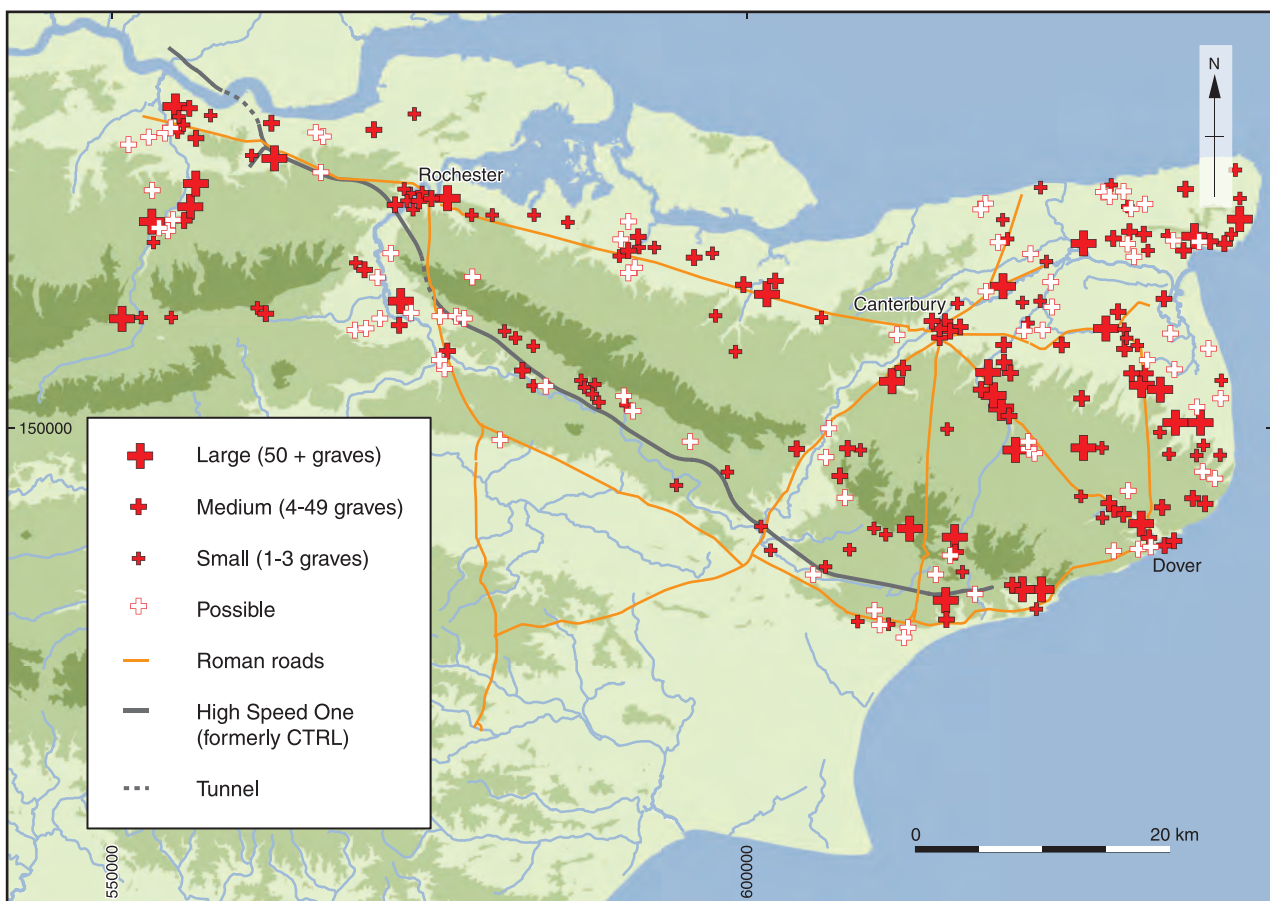 N
Rochester
Canterbury
150000
Large (50 + graves)
Medium (4-49 graves)
Small (1-3 graves)
Possible
Roman roads
High Speed One
(formerly CTRL)
Tunnel
Dover
0 20 km
550000
600000